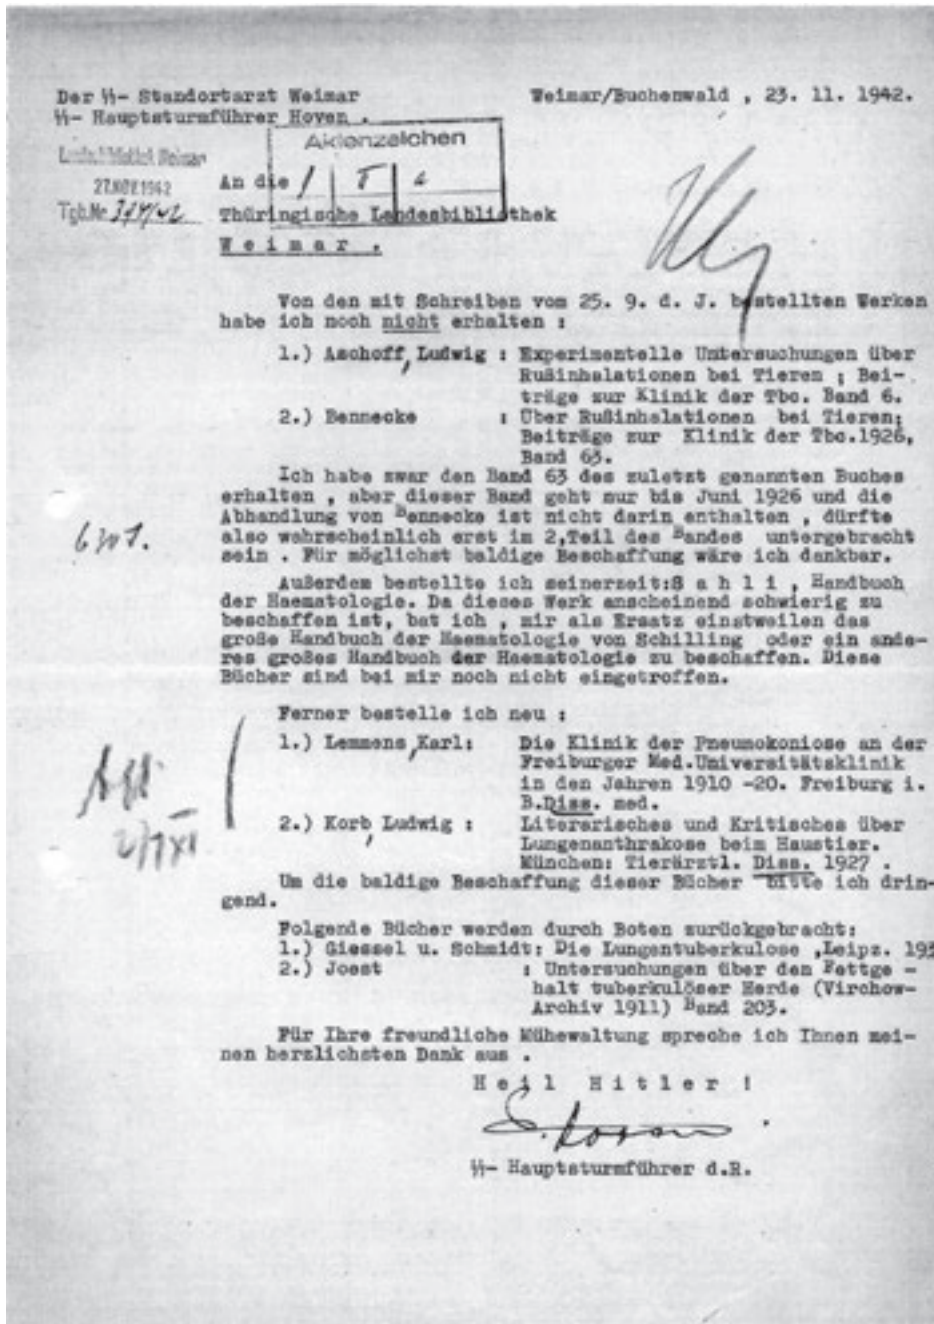 Der SS- Standortarzt Weimar
SS- Hauptsturmführer Hoven .
Weimar/Buchenwald , 23. 11. 1942.
Landesbibliothek Weimar
27.NOV.1942
Tgb.Nr.
Aktenzeichen
An die
Thüringische Landesbibliothek
W e i m a r .
Von den mit Schreiben vom 25. 9. d. J. bestellten Werken
habe ich noch nicht erhalten :
1.) Aschoff, Ludwig : Experimentelle Untersuchungen über
Rußinhalationen bei Tieren ; Bei-
träge zur Klinik der Tbc. Band 6.
2.) Bennecke : Über Rußinhalationen bei Tieren;
Beiträge zur Klinik der Tbc.1926,
Band 63.
Ich habe zwar den Band 63 des zuletzt genannten Buches
erhalten , aber dieser Band geht nur bis Juni 1926 und die
Abhandlung von Bennecke ist nicht darin enthalten , dürfte
also wahrscheinlich erst im 2,Teil des Bandes untergebracht
sein . Für möglichst baldige Beschaffung wäre ich dankbar.
Außerdem bestellte ich seinerzeit:S a h l i , Handbuch
der Haematologie. Da dieses Werk anscheinend schwierig zu
beschaffen ist, bat ich , mir als Ersatz einstweilen das
große Handbuch der Haematologie von Schilling oder ein ande-
res großes Handbuch der Haematologie zu beschaffen. Diese
Bücher sind bei mir noch nicht eingetroffen.
Ferner bestelle ich neu :
1.) Lemmens,Karl: Die Klinik der Pneumokoniose an der
Freiburger Med.Universitätsklinik
in den Jahren 1910 -20. Freiburg i.
B.Diss. med.
2.) Korb, Ludwig : Literarisches und Kritisches über
Lungenanthrakose beim Haustier.
München: Tierärztl. Diss. 1927 .
Um die baldige Beschaffung dieser Bücher bitte ich drin-
gend.
Folgende Bücher werden durch Boten zurückgebracht:
1.) Giessel u. Schmidt: Die Lungentuberkulose ,Leipz. 193
2.) Joest : Untersuchungen über den Fettge -
halt tuberkulöser Herde (Virchow-
Archiv 1911) Band 203.
Für Ihre freundliche Mühewaltung spreche ich Ihnen mei-
nen herzlichsten Dank aus .
H e i l H i t l e r !
SS- Hauptsturmführer d.R.